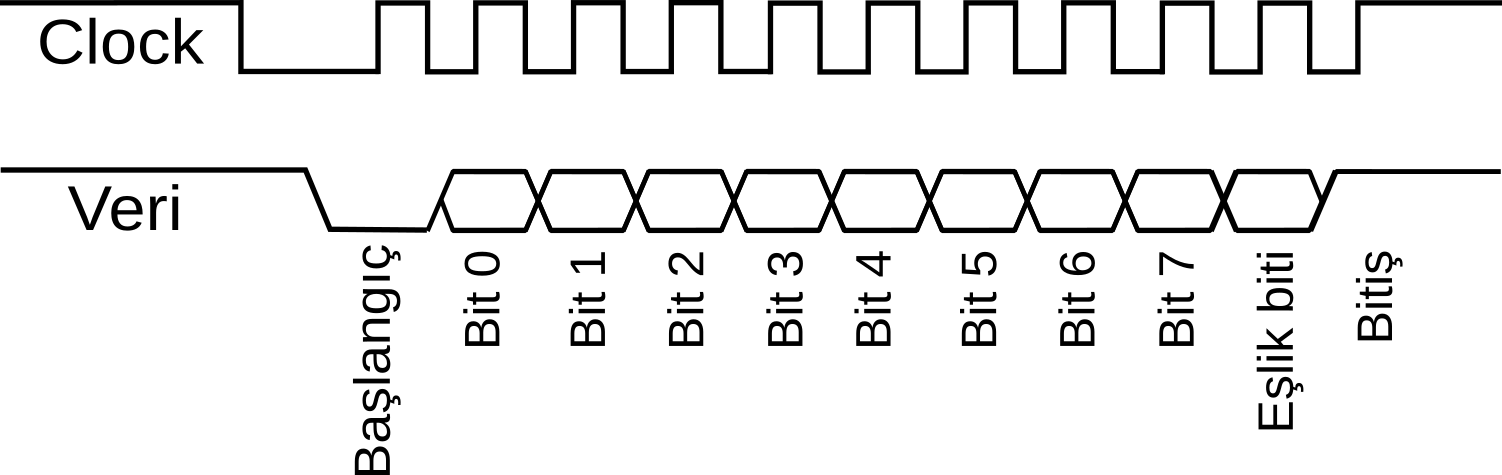 Clock
Veri
Başlangıç
Bit 0
Bit 1
Bit 2
Bit 3
Bit 4
Bit 5
Bit 6
Bit 7
Eşlik biti
Bitiş